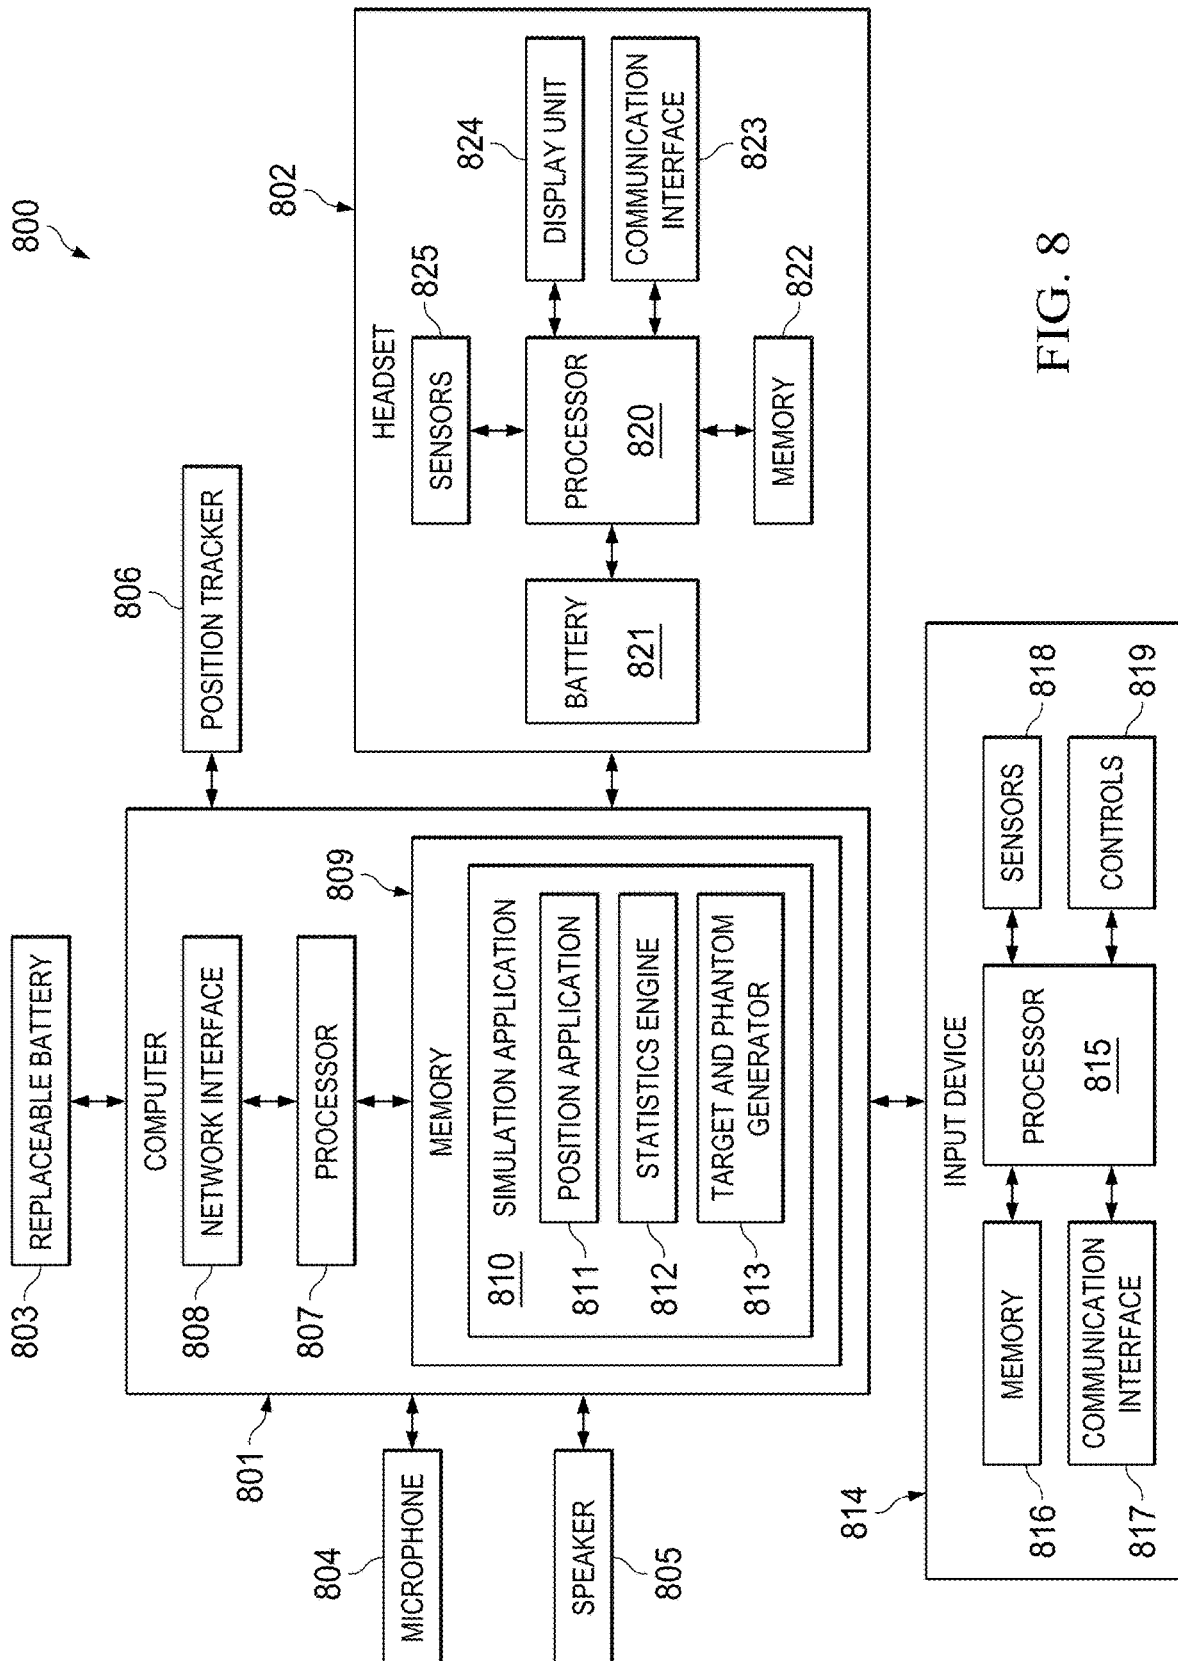 800
REPLACEABLE BATTERY
803
806
POSITION TRACKER
801
COMPUTER
NETWORK INTERFACE
808
PROCESSOR
807
809
MEMORY
810
SIMULATION APPLICATION
POSITION APPLICATION
811
STATISTICS ENGINE
812
TARGET AND PHANTOM
GENERATOR
813
804
MICROPHONE
SPEAKER
805
802
HEADSET
825
SENSORS
824
DISPLAY UNIT
BATTERY
821
PROCESSOR
820
COMMUNICATION
INTERFACE
823
MEMORY
822
814
INPUT DEVICE
MEMORY
816
COMMUNICATION
INTERFACE
817
PROCESSOR
815
SENSORS
818
CONTROLS
819
FIG. 8